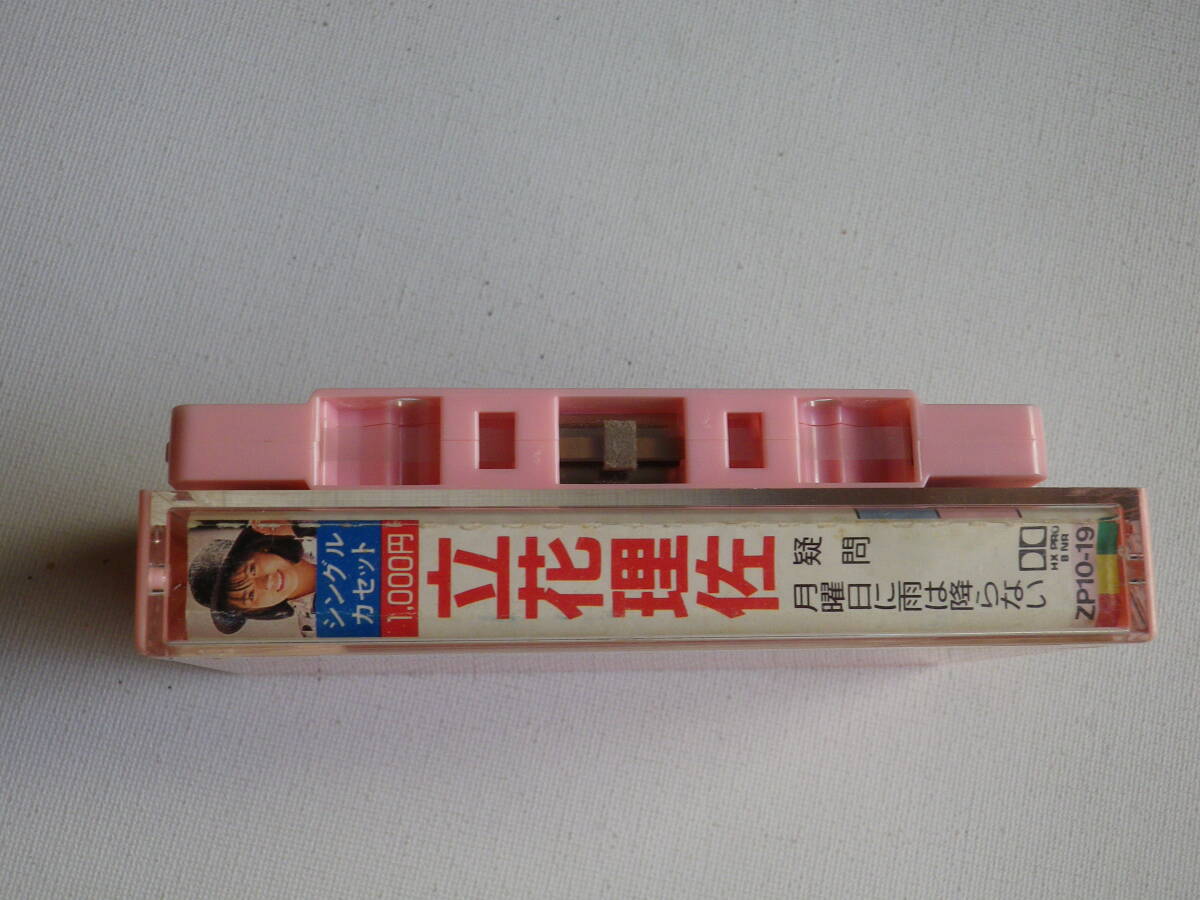 シングル
カセット
1,000円
立花理佐
疑問
月曜日に雨は降らない
HX PRO
B NR
ZP10-19